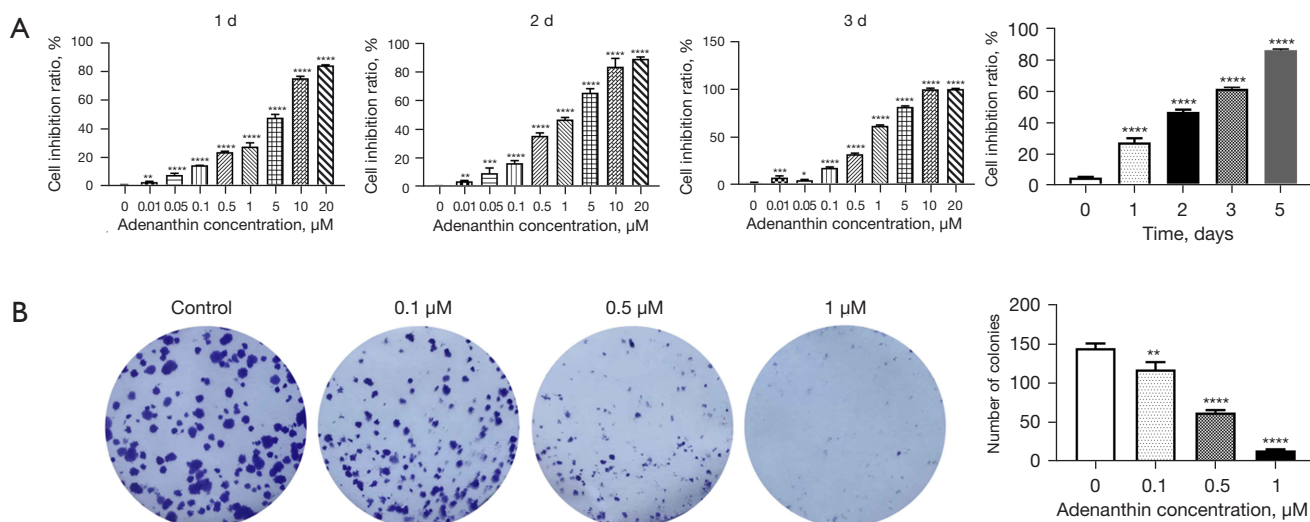 A
1 d
Cell inhibition ratio, %
100
80
60
40
20
0
** **** **** **** **** **** **** ****
0 0.01 0.05 0.1 0.5 1 5 10 20
Adenanthin concentration, µM
2 d
Cell inhibition ratio, %
100
80
60
40
20
0
** *** **** **** **** **** **** ****
0 0.01 0.05 0.1 0.5 1 5 10 20
Adenanthin concentration, µM
3 d
Cell inhibition ratio, %
150
100
50
0
*** * **** **** **** **** **** ****
0 0.01 0.05 0.1 0.5 1 5 10 20
Adenanthin concentration, µM
Cell inhibition ratio, %
100
80
60
40
20
0
**** **** **** ****
0 1 2 3 5
Time, days
B
Control
0.1 µM
0.5 µM
1 µM
Number of colonies
200
150
100
50
0
** **** ****
0 0.1 0.5 1
Adenanthin concentration, µM